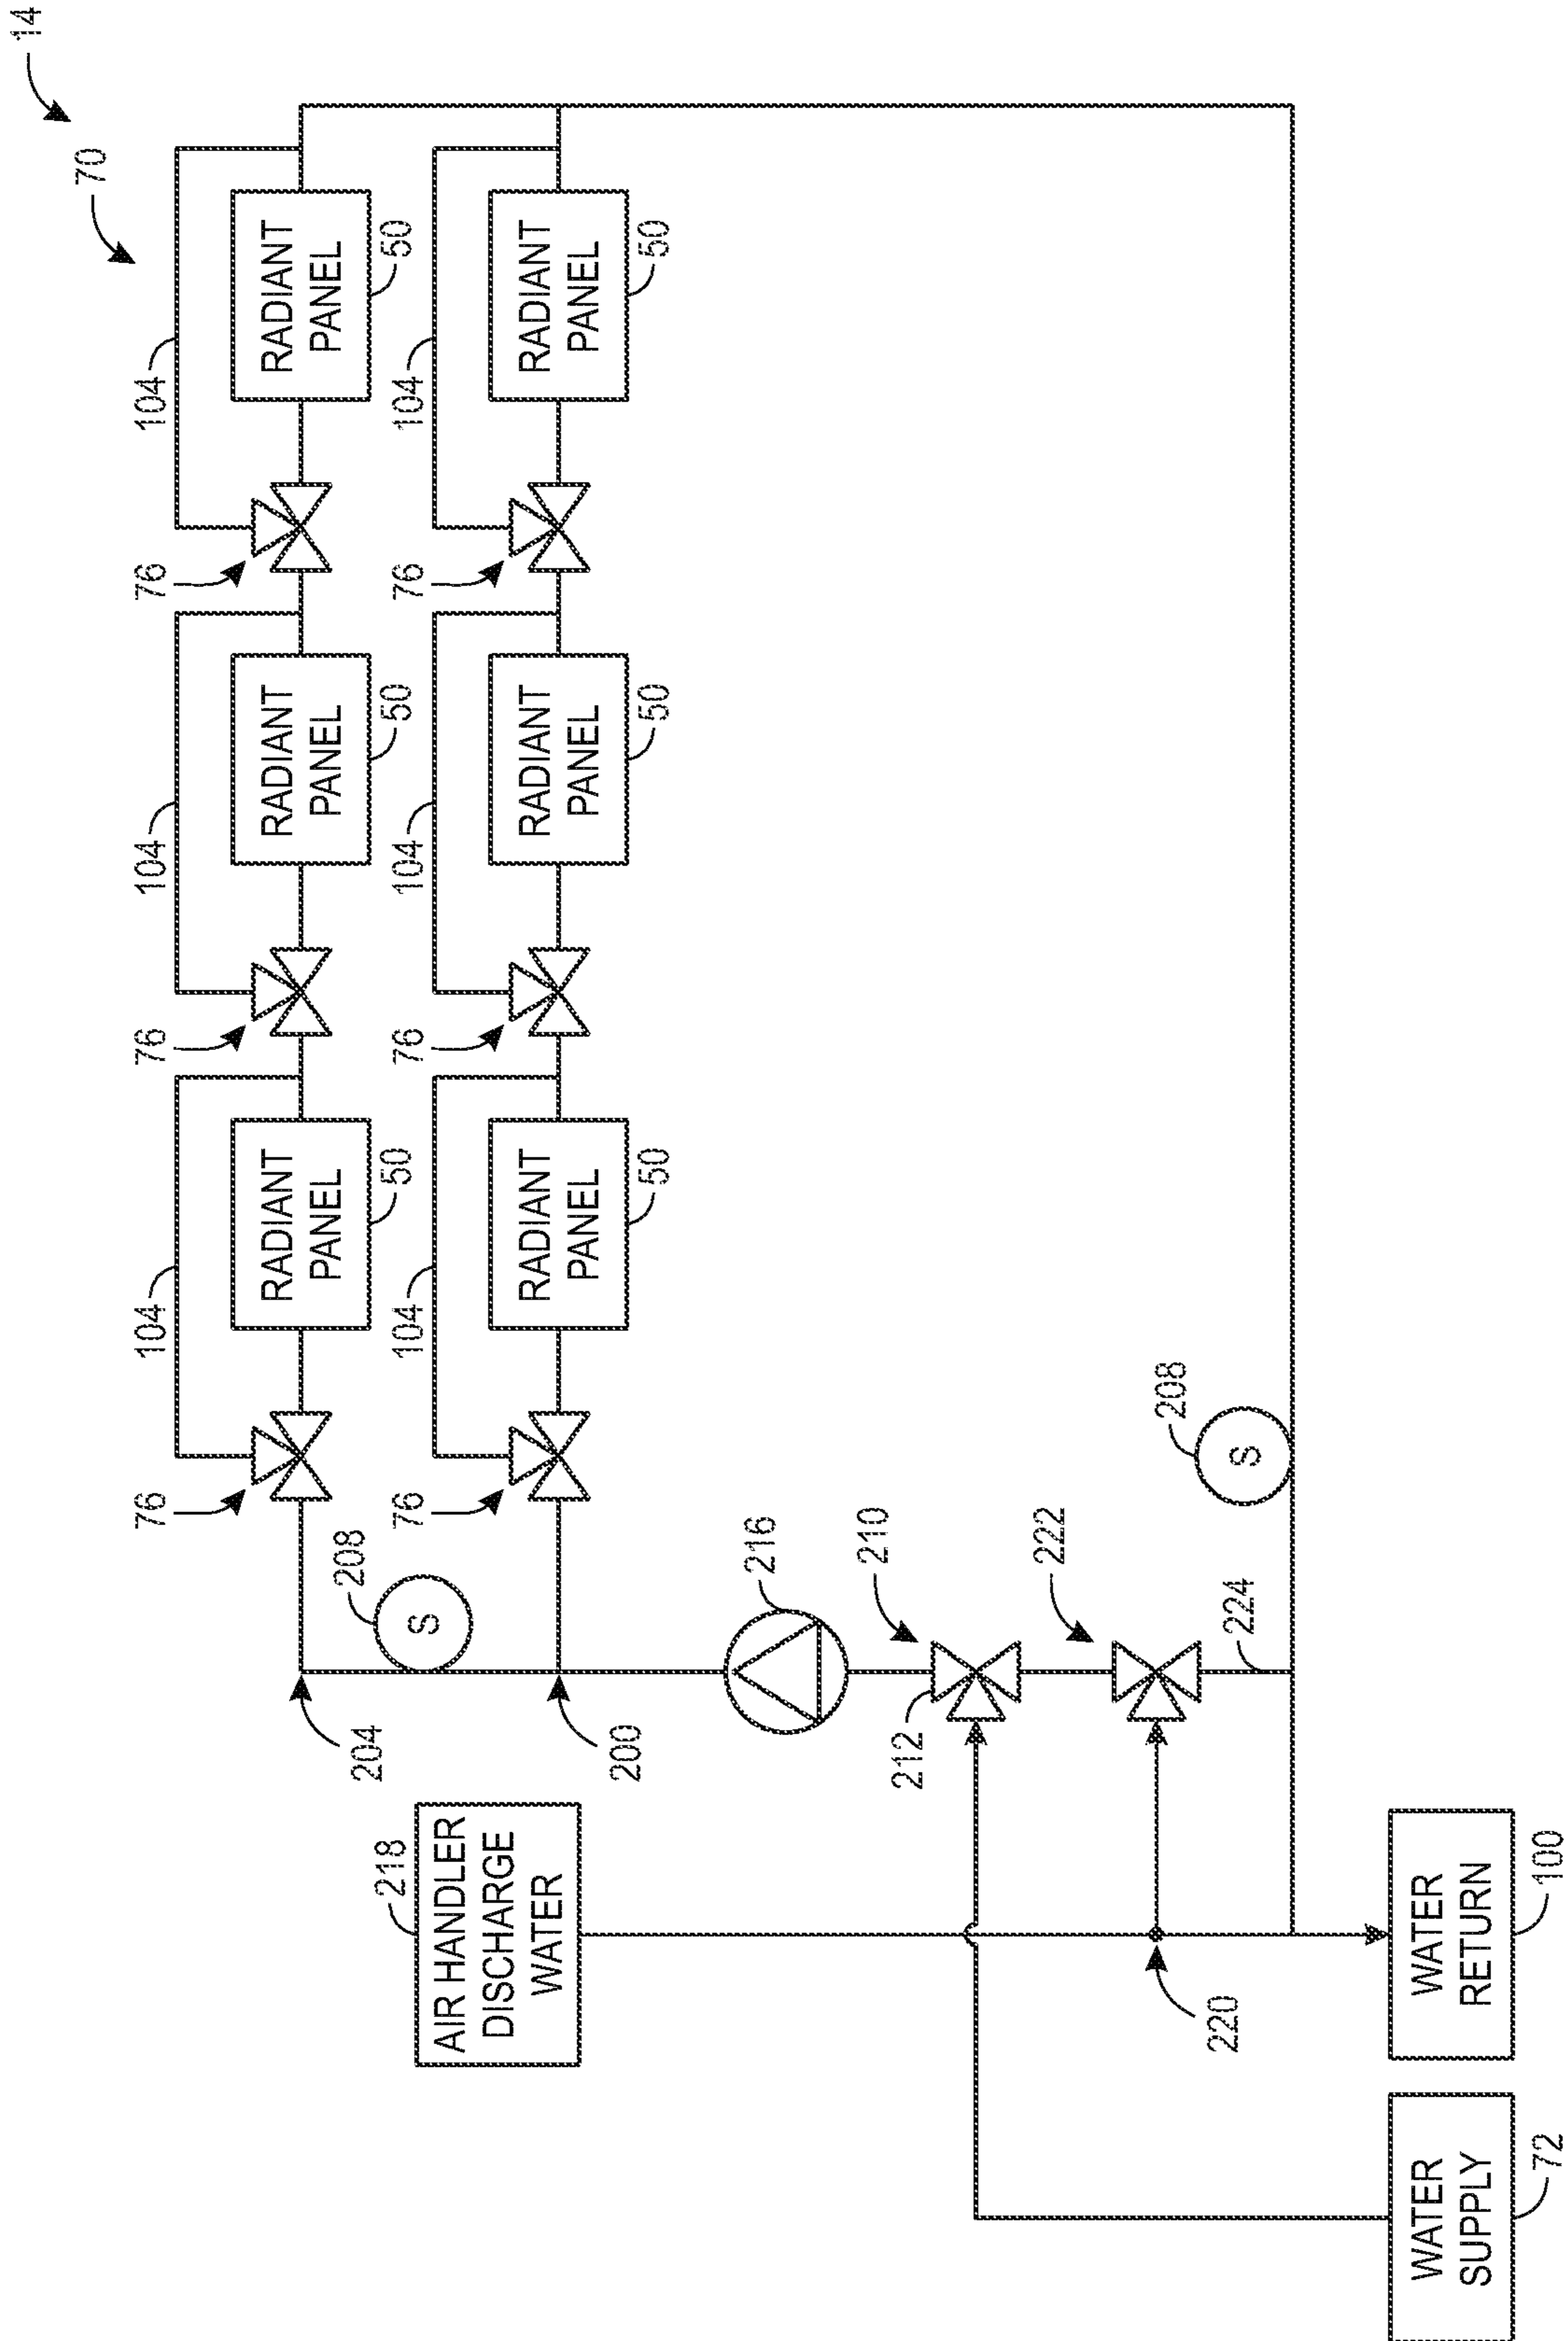 14
70
76
104
76
104
76
104
RADIANT
PANEL
50
RADIANT
PANEL
50
RADIANT
PANEL
50
204
208
S
218
AIR HANDLER
DISCHARGE
WATER
76
104
76
104
76
104
RADIANT
PANEL
50
RADIANT
PANEL
50
RADIANT
PANEL
50
200
216
212
210
222
220
224
208
S
WATER
SUPPLY
72
WATER
RETURN
100